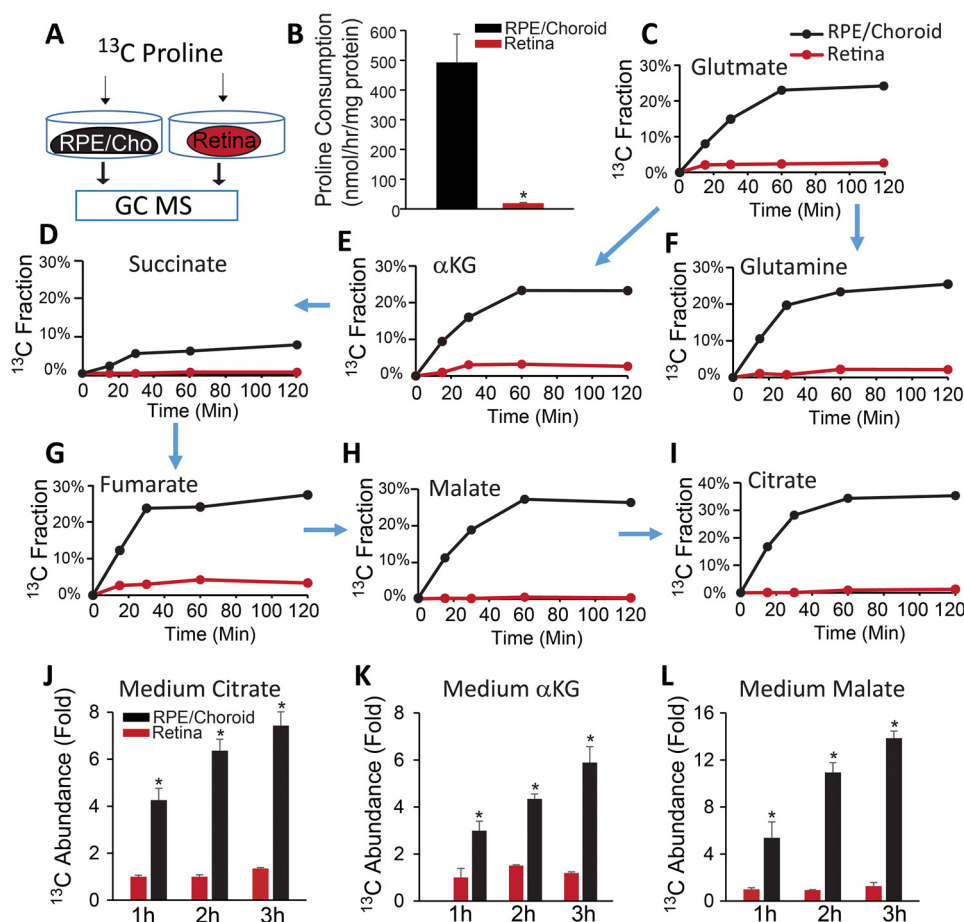 A
¹³C Proline
RPE/Cho
Retina
GC MS
B
Proline Consumption
(nmol/hr/mg protein)
600
500
400
300
200
100
0
RPE/Choroid
Retina
*
C
Glutmate
RPE/Choroid
Retina
¹³C Fraction
30%
20%
10%
0%
0 20 40 60 80 100 120
Time (Min)
D
Succinate
¹³C Fraction
30%
20%
10%
0%
0 20 40 60 80 100 120
Time (Min)
E
αKG
¹³C Fraction
30%
20%
10%
0%
0 20 40 60 80 100 120
Time (Min)
F
Glutamine
¹³C Fraction
30%
20%
10%
0%
0 20 40 60 80 100 120
Time (Min)
G
Fumarate
¹³C Fraction
30%
20%
10%
0%
0 20 40 60 80 100 120
Time (Min)
H
Malate
¹³C Fraction
30%
20%
10%
0%
0 20 40 60 80 100 120
Time (Min)
I
Citrate
¹³C Fraction
40%
30%
20%
10%
0%
0 20 40 60 80 100 120
Time (Min)
J
Medium Citrate
RPE/Choroid
Retina
¹³C Abundance (Fold)
8
6
4
2
0
* * *
1h 2h 3h
K
Medium αKG
¹³C Abundance (Fold)
8
6
4
2
0
* * *
1h 2h 3h
L
Medium Malate
¹³C Abundance (Fold)
16
12
8
4
0
* * *
1h 2h 3h